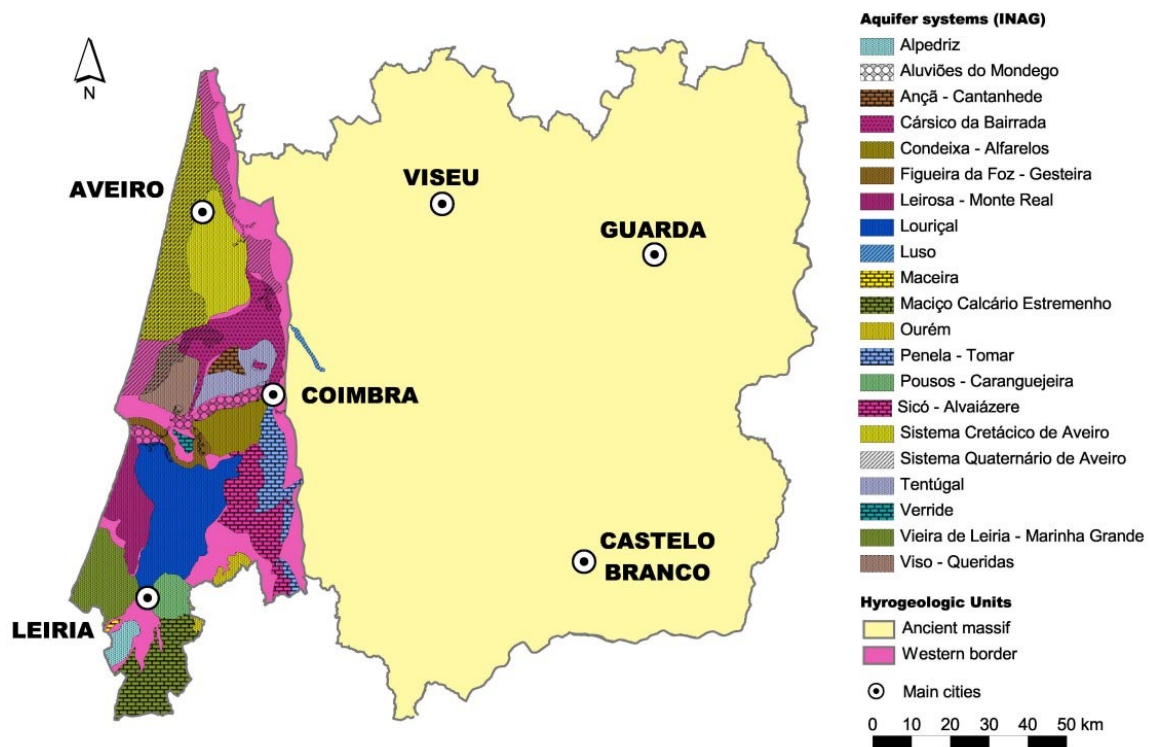 N
AVEIRO
VISEU
GUARDA
COIMBRA
CASTELO
BRANCO
LEIRIA
Aquifer systems (INAG)
Alpedriz
Aluviões do Mondego
Ançã - Cantanhede
Cársico da Bairrada
Condeixa - Alfarelos
Figueira da Foz - Gesteira
Leirosa - Monte Real
Louriçal
Luso
Maceira
Maciço Calcário Estremenho
Ourém
Penela - Tomar
Pousos - Caranguejeira
Sicó - Alvaiázere
Sistema Cretácico de Aveiro
Sistema Quaternário de Aveiro
Tentúgal
Verride
Vieira de Leiria - Marinha Grande
Viso - Queridas
Hyrogeologic Units
Ancient massif
Western border
Main cities
0 10 20 30 40 50 km